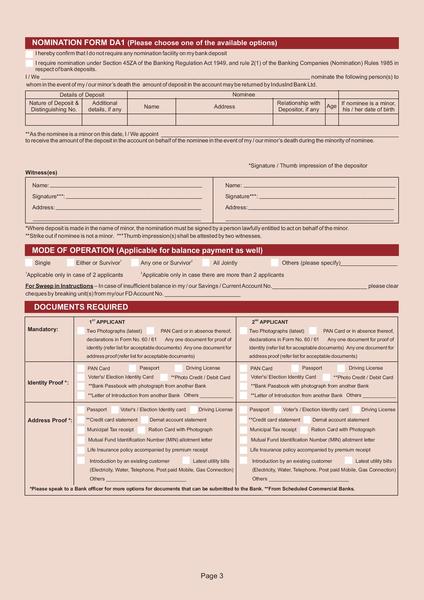 NOMINATION FORM DA1 (Please choose one of the available options)
I hereby confirm that I do not require any nomination facility on my bank deposit
I/We require nomination under Section 45ZA of the Banking Regulation Act 1949, and rule 2(1) of the Banking Companies (Nomination) Rules 1985 in
respect of bank deposits.
I / We nominate the following person(s) to
whom in the event of my / our minor's death the amount of deposit in the account may be returned by IndusInd Bank Ltd.
Details of Deposit Nominee
Nature of Deposit & Distinguishing No. Additional details, if any Name Address Relationship with Depositor, if any Age If nominee is a minor, his / her date of birth
**As the nominee is a minor on this date, I / We appoint
to receive the amount of the deposit in the account on behalf of the nominee in the event of my / our minor's death during the minority of nominee.
*Signature / Thumb impression of the depositor
Witness(es)
Name: Name:
Signature***: Signature***:
Address: Address:
*Where deposit is made in the name of minor, the nomination must be signed by a person lawfully entitled to act on behalf of the minor.
**Strike out if nominee is not a minor. ***Thumb impression(s) shall be attested by two witnesses.
MODE OF OPERATION (Applicable for balance payment as well)
Single Either or Survivor¹ Any one or Survivor² All Jointly Others (please specify)
¹Applicable only in case of 2 applicants ²Applicable only in case there are more than 2 applicants
For Sweep in Instructions – In case of insufficient balance in my / our Savings / Current Account No. please clear
cheques by breaking unit(s) from my/our FD Account No.
DOCUMENTS REQUIRED
1ST APPLICANT 2ND APPLICANT
Mandatory: Two Photographs (latest) PAN Card or in absence thereof, Two Photographs (latest) PAN Card or in absence thereof,
declarations in Form No. 60 / 61 Any one document for proof of declarations in Form No. 60 / 61 Any one document for proof of
identity (refer list for acceptable documents) Any one document for identity (refer list for acceptable documents) Any one document for
address proof (refer list for acceptable documents) address proof (refer list for acceptable documents)
Identity Proof *: PAN Card Passport Driving License PAN Card Passport Driving License
Voter's/ Election Identity Card **Photo Credit / Debit Card Voter's/ Election Identity Card **Photo Credit / Debit Card
**Bank Passbook with photograph from another Bank **Bank Passbook with photograph from another Bank
**Letter of Introduction from another Bank Others **Letter of Introduction from another Bank Others
Address Proof *: Passport Voter's / Election Identity card Driving License Passport Voter's / Election Identity card Driving License
**Credit card statement Demat account statement **Credit card statement Demat account statement
Municipal Tax receipt Ration Card with Photograph Municipal Tax receipt Ration Card with Photograph
Mutual Fund Identification Number (MIN) allotment letter Mutual Fund Identification Number (MIN) allotment letter
Life Insurance policy accompanied by premium receipt Life Insurance policy accompanied by premium receipt
Introduction by an existing customer Latest utility bills Introduction by an existing customer Latest utility bills
(Electricity, Water, Telephone, Post paid Mobile, Gas Connection) (Electricity, Water, Telephone, Post paid Mobile, Gas Connection)
Others Others
*Please speak to a Bank officer for more options for documents that can be submitted to the Bank. **From Scheduled Commercial Banks.
Page 3